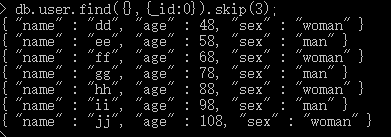 > db.user.find({},{_id:0}).skip(3);
{ "name" : "dd", "age" : 48, "sex" : "woman" }
{ "name" : "ee", "age" : 58, "sex" : "man" }
{ "name" : "ff", "age" : 68, "sex" : "woman" }
{ "name" : "gg", "age" : 78, "sex" : "man" }
{ "name" : "hh", "age" : 88, "sex" : "woman" }
{ "name" : "ii", "age" : 98, "sex" : "man" }
{ "name" : "jj", "age" : 108, "sex" : "woman" }